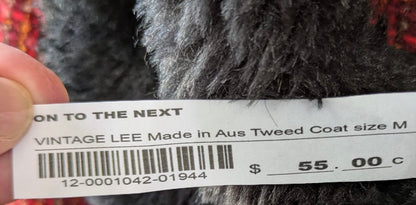 ON TO THE NEXT
VINTAGE LEE Made in Aus Tweed Coat size M
12-0001042-01944
$ 55.00 C